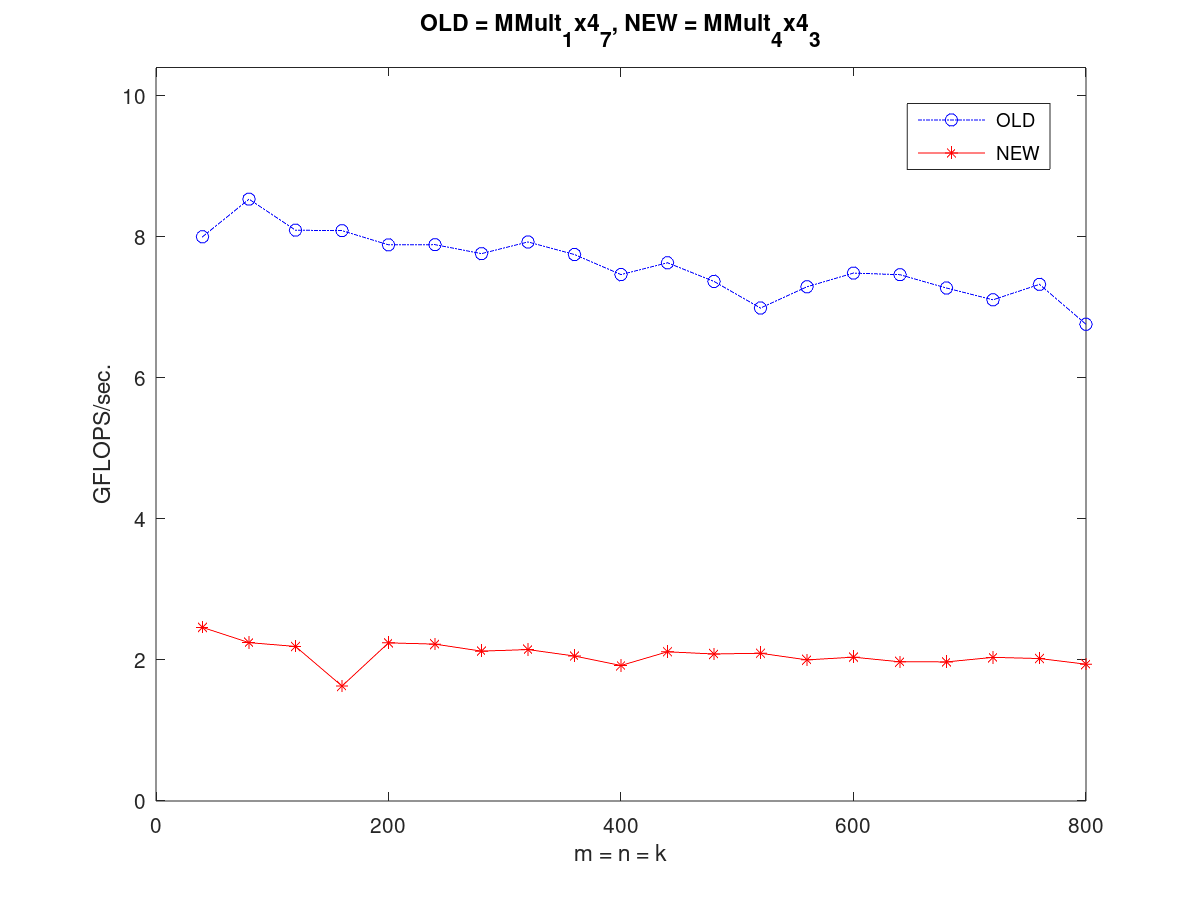 OLD = MMult_1x4_7, NEW = MMult_4x4_3
10
8
6
4
2
0
GFLOPS/sec.
OLD
NEW
0 200 400 600 800
m = n = k